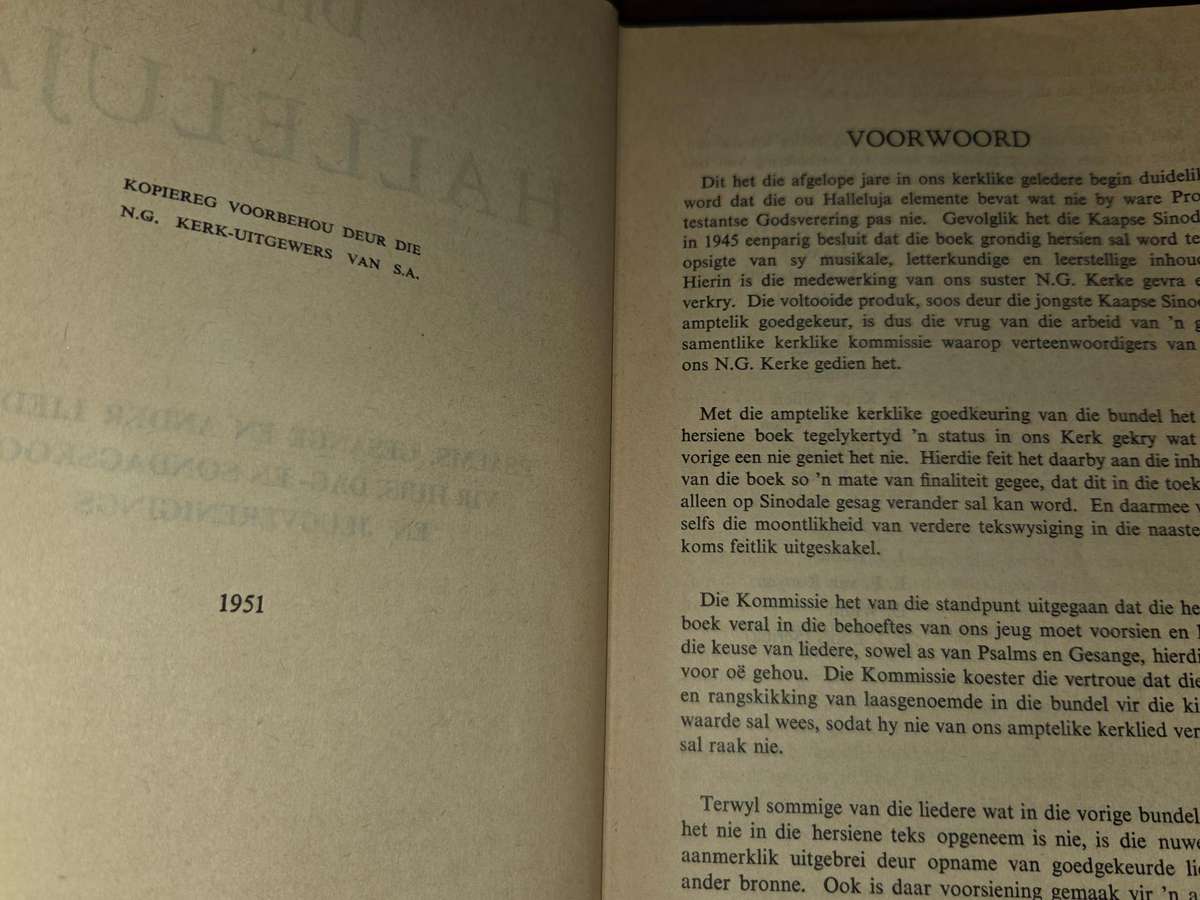 KOPIEREG VOORBEHOU DEUR DIE
N.G. KERK-UITGEWERS VAN S.A.
1951
VOORWOORD
Dit het die afgelope jare in ons kerklike geledere begin duidelik
word dat die ou Halleluja elemente bevat wat nie by ware Pro
testantse Godsverering pas nie. Gevolglik het die Kaapse Sinod
in 1945 eenparig besluit dat die boek grondig hersien sal word te
opsigte van sy musikale, letterkundige en leerstellige inhou
Hierin is die medewerking van ons suster N.G. Kerke gevra e
verkry. Die voltooide produk, soos deur die jongste Kaapse Sino
amptelik goedgekeur, is dus die vrug van die arbeid van 'n g
samentlike kerklike kommissie waarop verteenwoordigers van
ons N.G. Kerke gedien het.
Met die amptelike kerklike goedkeuring van die bundel het
hersiene boek tegelykertyd 'n status in ons Kerk gekry wat
vorige een nie geniet het nie. Hierdie feit het daarby aan die inh
van die boek so 'n mate van finaliteit gegee, dat dit in die toek
alleen op Sinodale gesag verander sal kan word. En daarmee
selfs die moontlikheid van verdere tekswysiging in die naaste
koms feitlik uitgeskakel.
Die Kommissie het van die standpunt uitgegaan dat die he
boek veral in die behoeftes van ons jeug moet voorsien en
die keuse van liedere, sowel as van Psalms en Gesange, hierdi
voor oë gehou. Die Kommissie koester die vertroue dat die
en rangskikking van laasgenoemde in die bundel vir die ki
waarde sal wees, sodat hy nie van ons amptelike kerklied ver
sal raak nie.
Terwyl sommige van die liedere wat in die vorige bundel
het nie in die hersiene teks opgeneem is nie, is die nuwe
aanmerklik uitgebrei deur opname van goedgekeurde lie
ander bronne. Ook is daar voorsiening gemaak vir 'n a